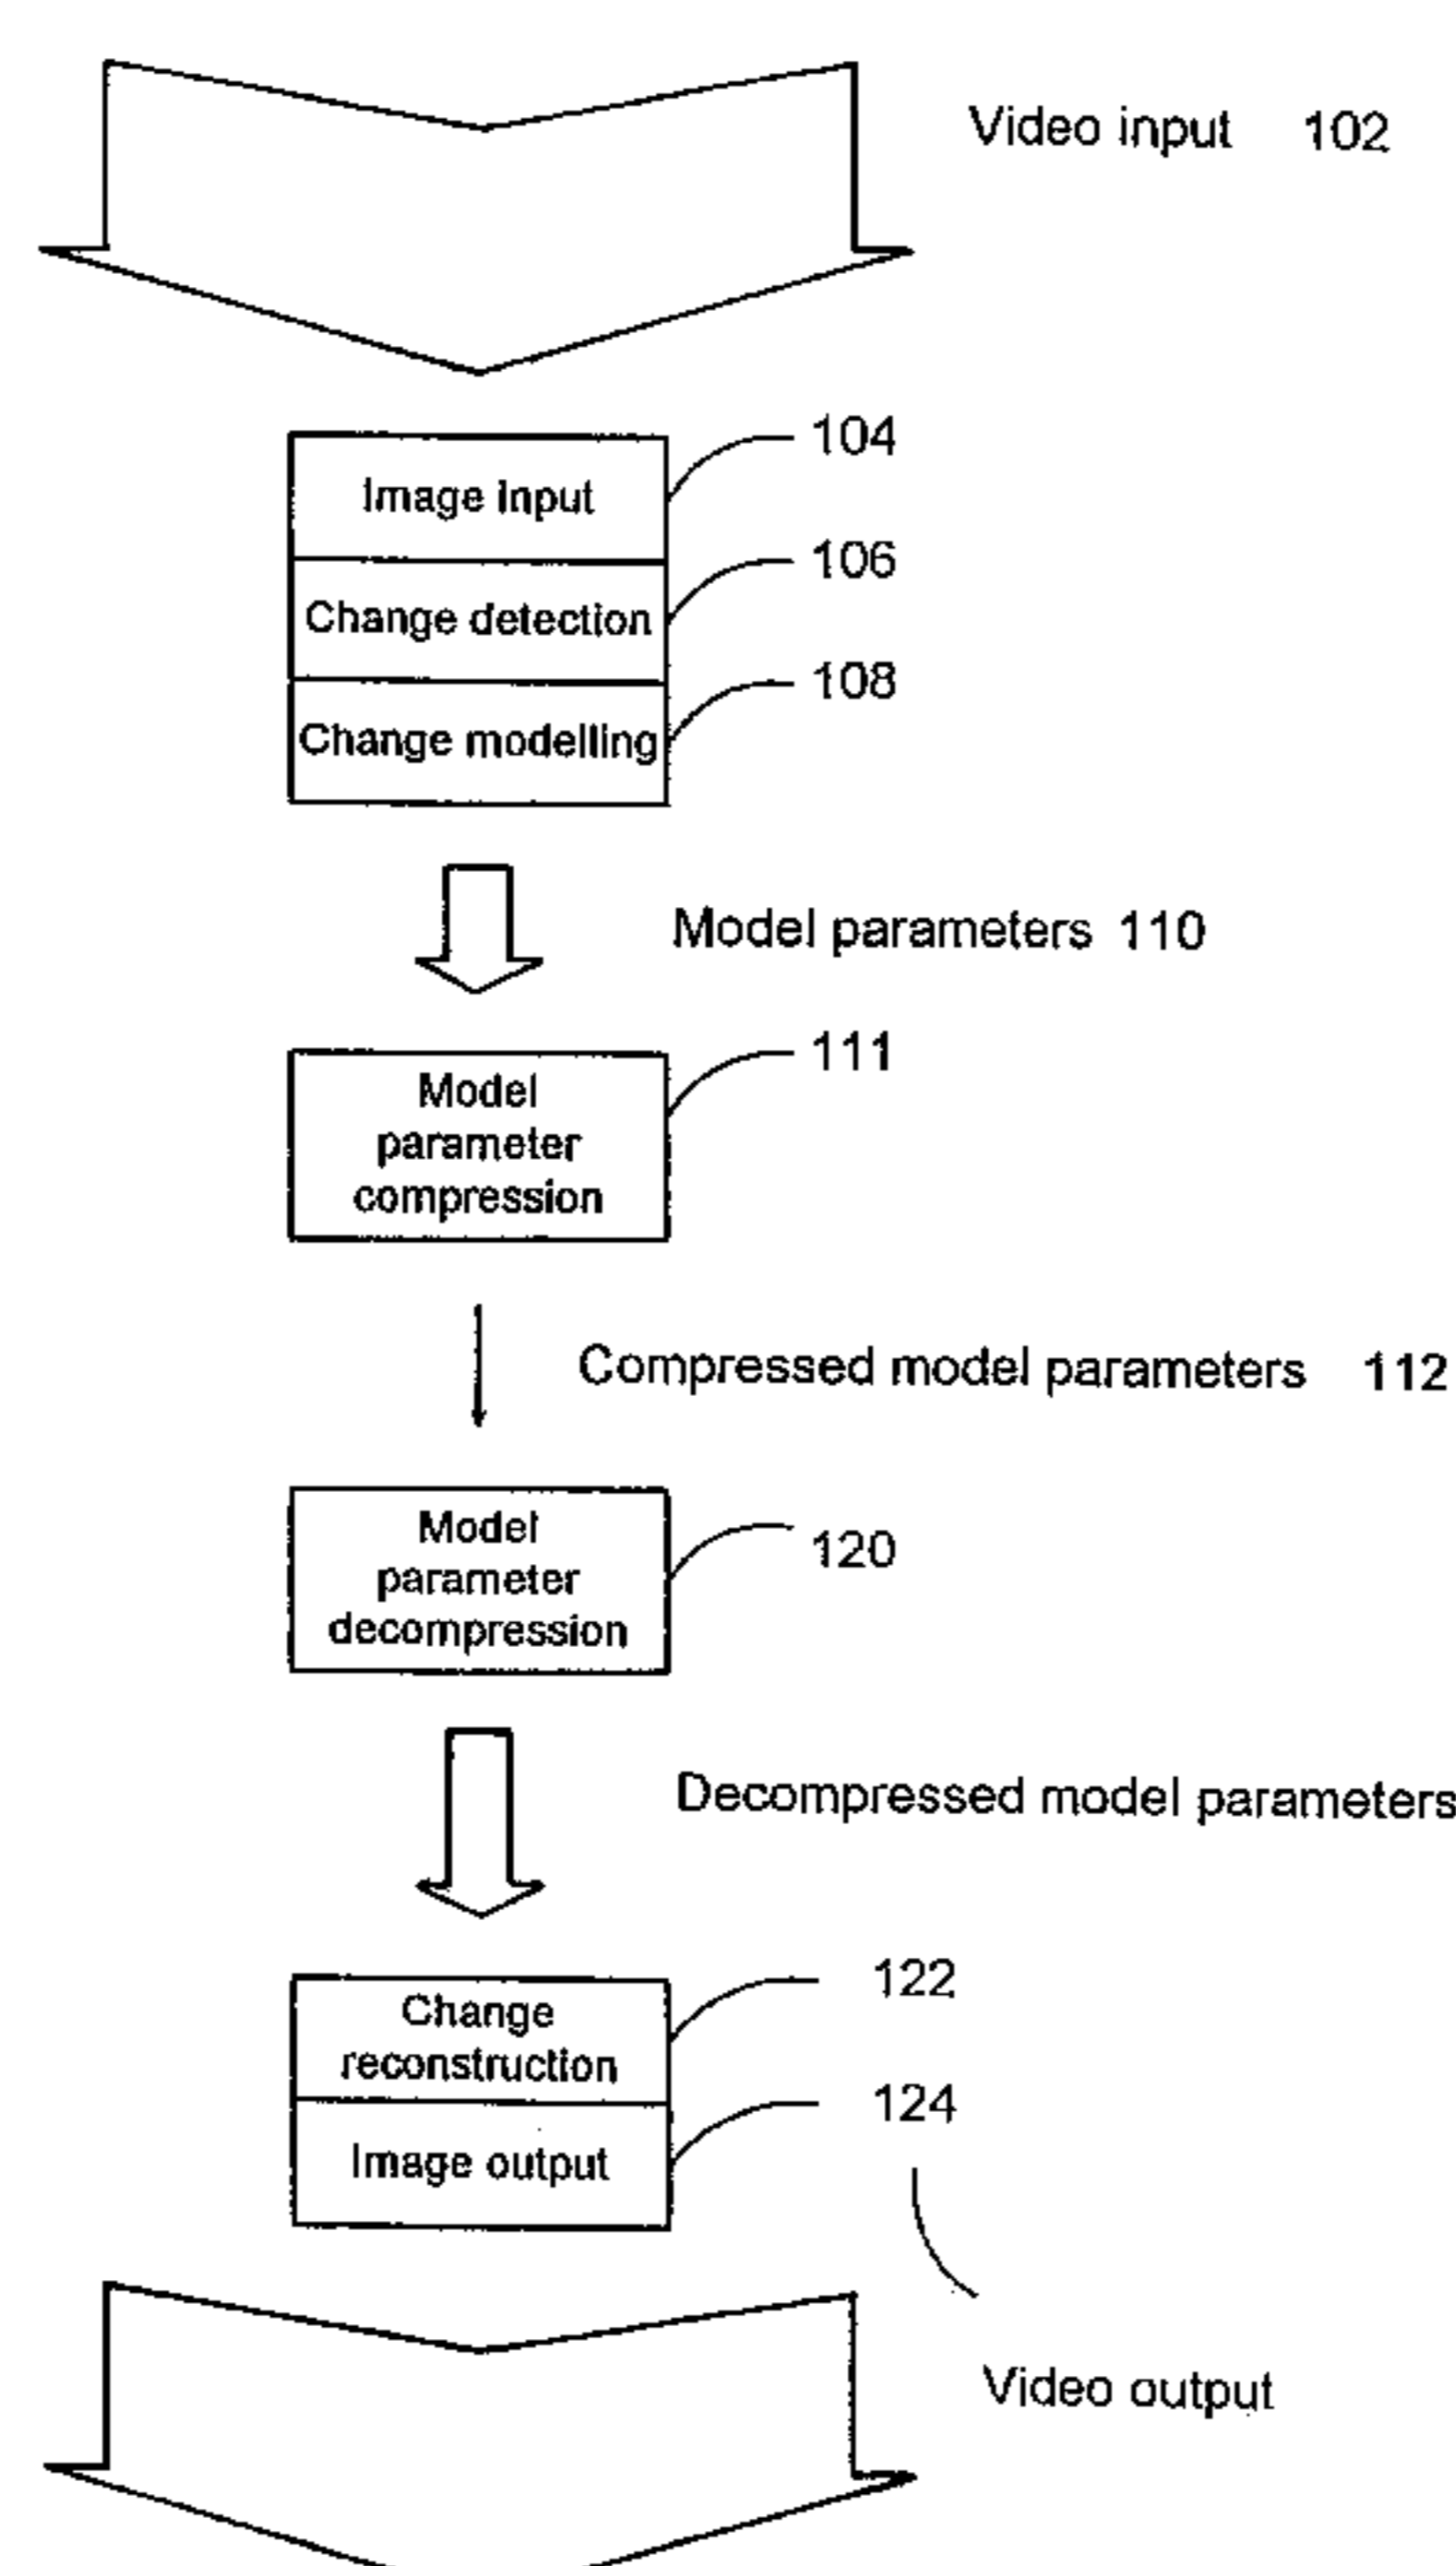 Video input 102
104
Image input
106
Change detection
108
Change modelling
Model parameters 110
111
Model
parameter
compression
Compressed model parameters 112
Model
parameter
decompression
120
Decompressed model parameters
122
Change
reconstruction
124
Image output
Video output